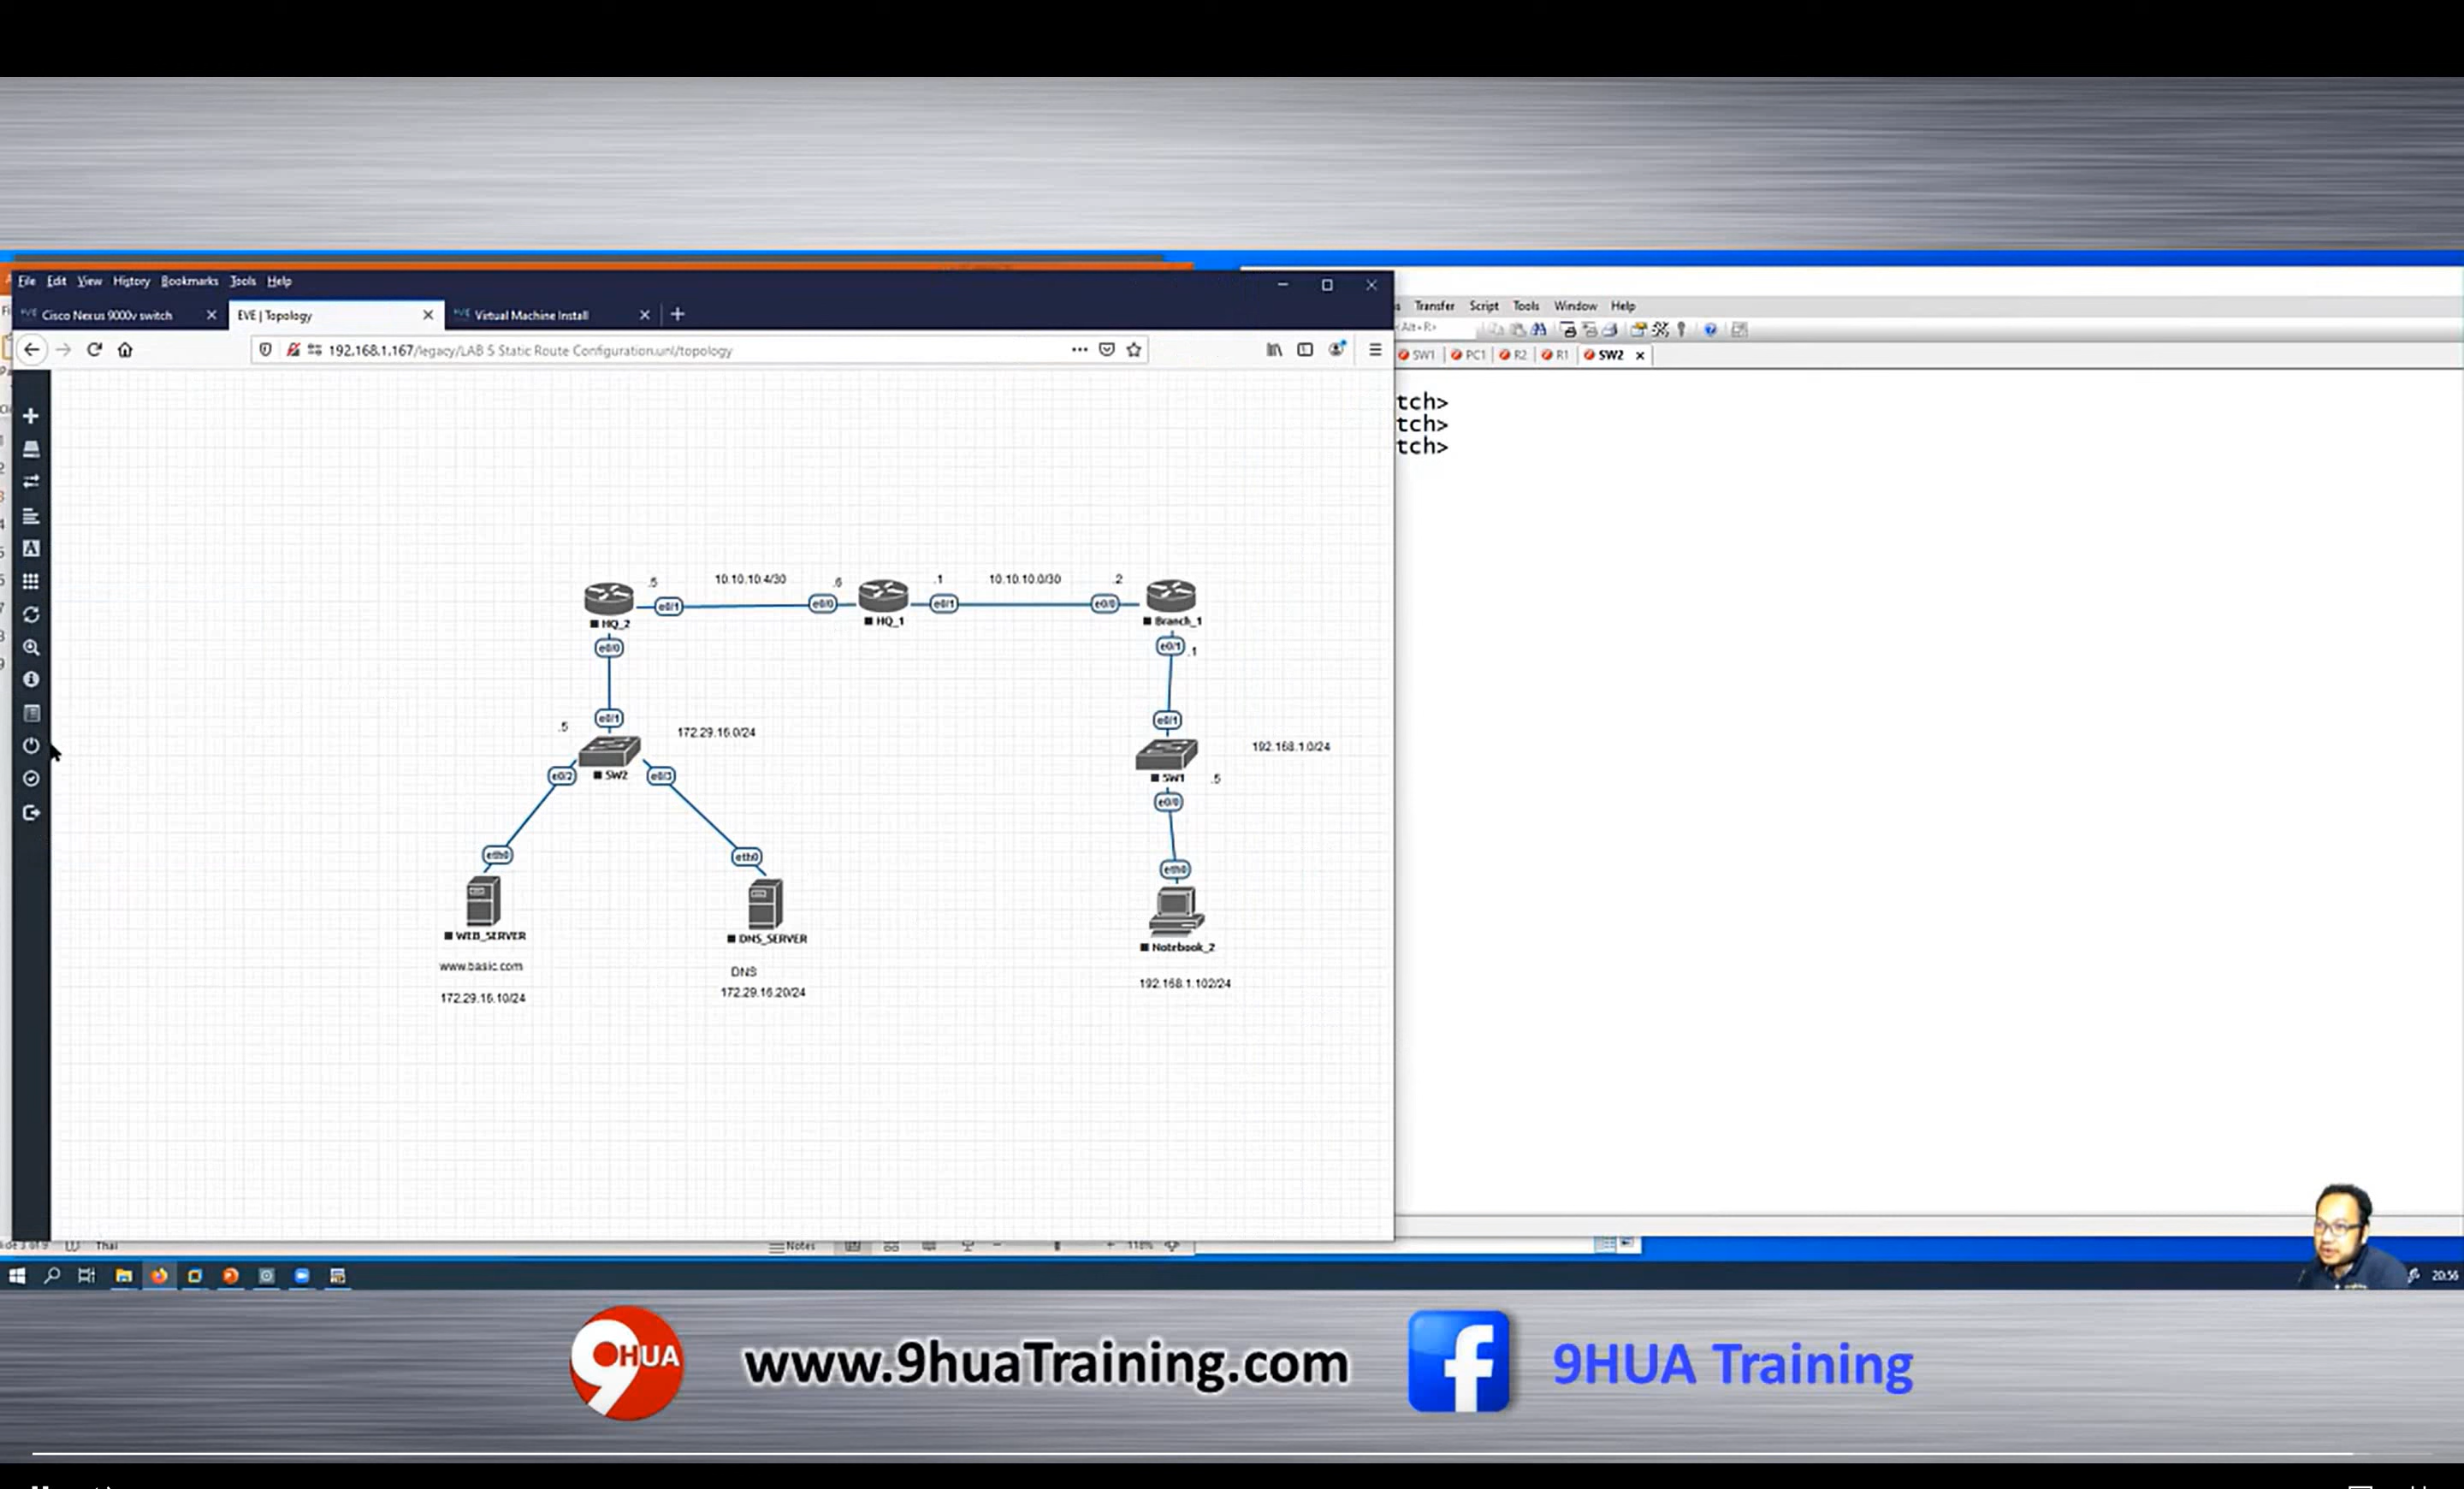 File Edit View History Bookmarks Tools Help
Cisco Nexus 9000v switch
EVE | Topology
Virtual Machine Install
192.168.1.167/legacy/LAB 5 Static Route Configuration.unl/topology
Transfer Script Tools Window Help
<Alt+R>
SW1 PC1 R2 R1 SW2
tch>
tch>
tch>
.5 10.10.10.4/30 .6 .1 10.10.10.0/30 .2
e0/1 e0/0 e0/1 e0/0
HQ_2 HQ_1 Branch_1
e0/0 e0/1 .1
e0/1 e0/1
.5 172.29.16.0/24 192.168.1.0/24
e0/2 SW2 e0/3 SW1 .5
e0/0
eth0 eth0 eth0
WEB_SERVER DNS_SERVER Notebook_2
www.basic.com DNS
172.29.16.10/24 172.29.16.20/24 192.168.1.102/24
Thai Notes 118%
20:56
9HUA www.9huaTraining.com f 9HUA Training